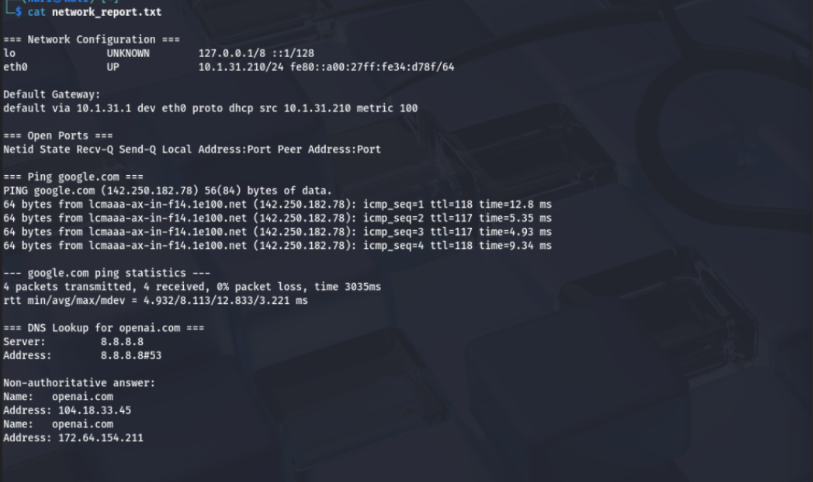 $ cat network_report.txt

=== Network Configuration ===
lo               UNKNOWN        127.0.0.1/8 ::1/128
eth0             UP             10.1.31.210/24 fe80::a00:27ff:fe34:d78f/64

Default Gateway:
default via 10.1.31.1 dev eth0 proto dhcp src 10.1.31.210 metric 100

=== Open Ports ===
Netid State Recv-Q Send-Q Local Address:Port Peer Address:Port

=== Ping google.com ===
PING google.com (142.250.182.78) 56(84) bytes of data.
64 bytes from lcmaaa-ax-in-f14.1e100.net (142.250.182.78): icmp_seq=1 ttl=118 time=12.8 ms
64 bytes from lcmaaa-ax-in-f14.1e100.net (142.250.182.78): icmp_seq=2 ttl=117 time=5.35 ms
64 bytes from lcmaaa-ax-in-f14.1e100.net (142.250.182.78): icmp_seq=3 ttl=117 time=4.93 ms
64 bytes from lcmaaa-ax-in-f14.1e100.net (142.250.182.78): icmp_seq=4 ttl=118 time=9.34 ms

--- google.com ping statistics ---
4 packets transmitted, 4 received, 0% packet loss, time 3035ms
rtt min/avg/max/mdev = 4.932/8.113/12.833/3.221 ms

=== DNS Lookup for openai.com ===
Server:         8.8.8.8
Address:        8.8.8.8#53

Non-authoritative answer:
Name:   openai.com
Address: 104.18.33.45
Name:   openai.com
Address: 172.64.154.211